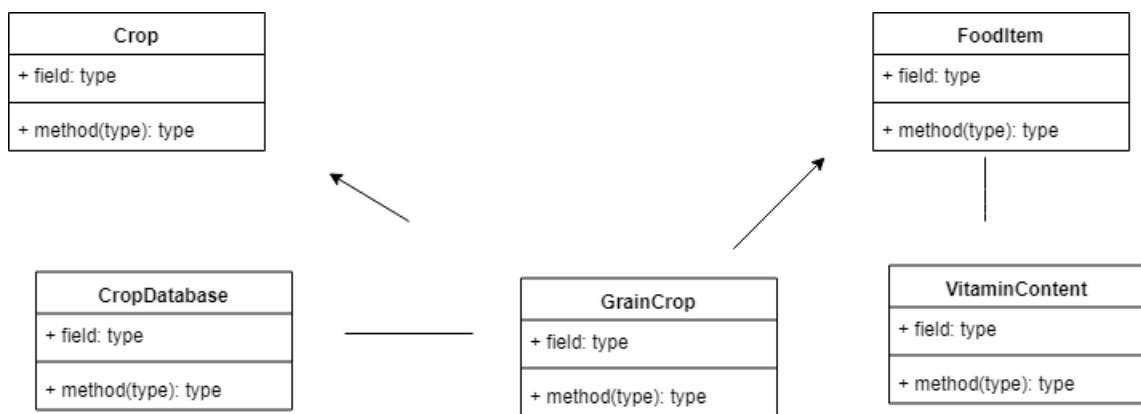 Crop
+ field: type
+ method(type): type
FoodItem
+ field: type
+ method(type): type
CropDatabase
+ field: type
+ method(type): type
GrainCrop
+ field: type
+ method(type): type
VitaminContent
+ field: type
+ method(type): type